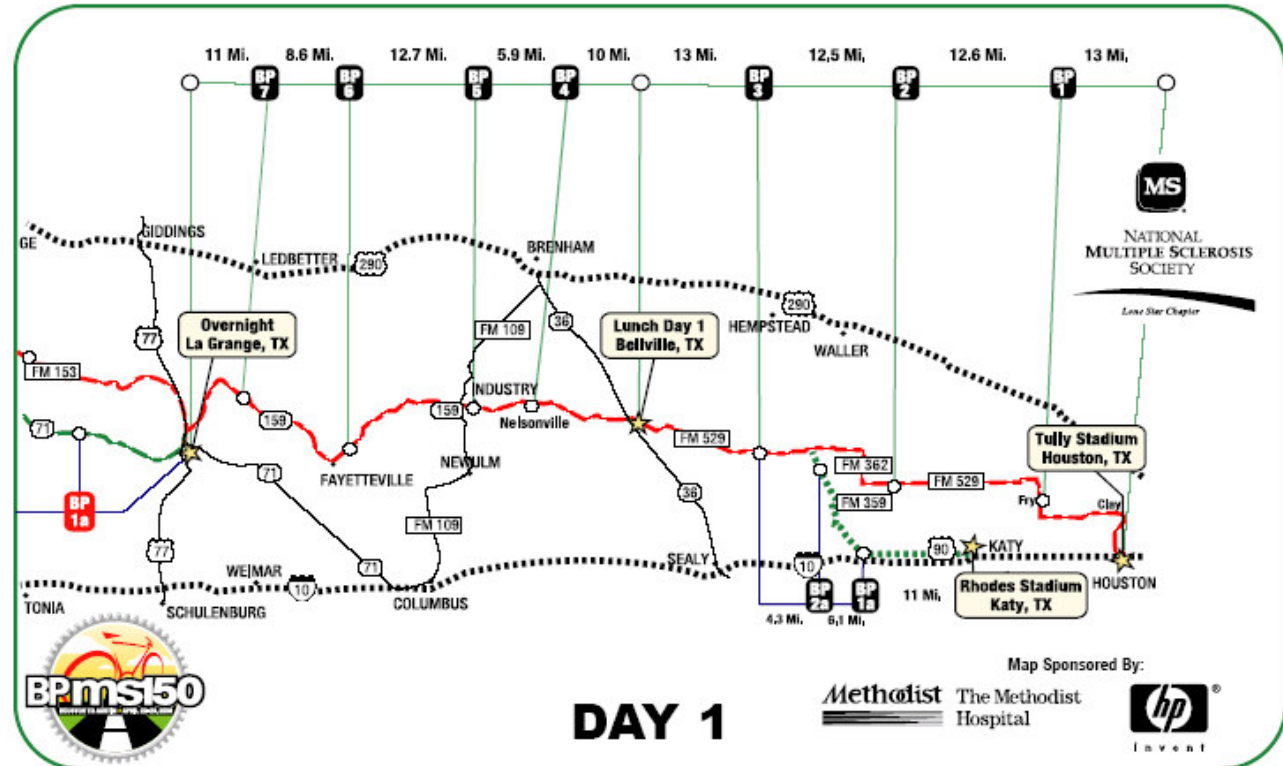 11 Mi. 8.6 Mi. 12.7 Mi. 5.9 Mi. 10 Mi. 13 Mi. 12,5 Mi, 12.6 Mi. 13 Mi,
BP 7
BP 6
BP 5
BP 4
BP 3
BP 2
BP 1
MS
NATIONAL
MULTIPLE SCLEROSIS
SOCIETY
Lone Star Chapter
GE
GIDDINGS
LEDBETTER
290
BRENHAM
290
HEMPSTEAD
WALLER
77
Overnight
La Grange, TX
FM 109
36
Lunch Day 1
Bellville, TX
FM 153
159
159
NDUSTRY
Nelsonville
FM 529
Tully Stadium
Houston, TX
71
FAYETTEVILLE
NEW ULM
FM 362
FM 359
FM 529
Fry
Clay
BP
1a
71
36
FM 109
77
90
KATY
SEALY
10
HOUSTON
WEIMAR
10
71
COLUMBUS
TONIA
SCHULENBURG
BP
2a
BP
1a
11 Mi,
4.3 Mi.
6,1 Mi,
Rhodes Stadium
Katy, TX
BPms150
DAY 1
Map Sponsored By:
Methodist
The Methodist
Hospital
hp
®
invent